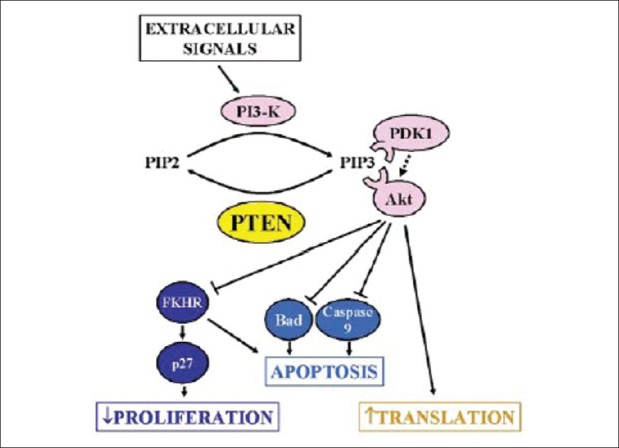 EXTRACELLULAR
SIGNALS
PI3-K
PIP2
PIP3
PDK1
Akt
PTEN
FKHR
Bad
Caspase
9
p27
APOPTOSIS
↓PROLIFERATION
↑TRANSLATION